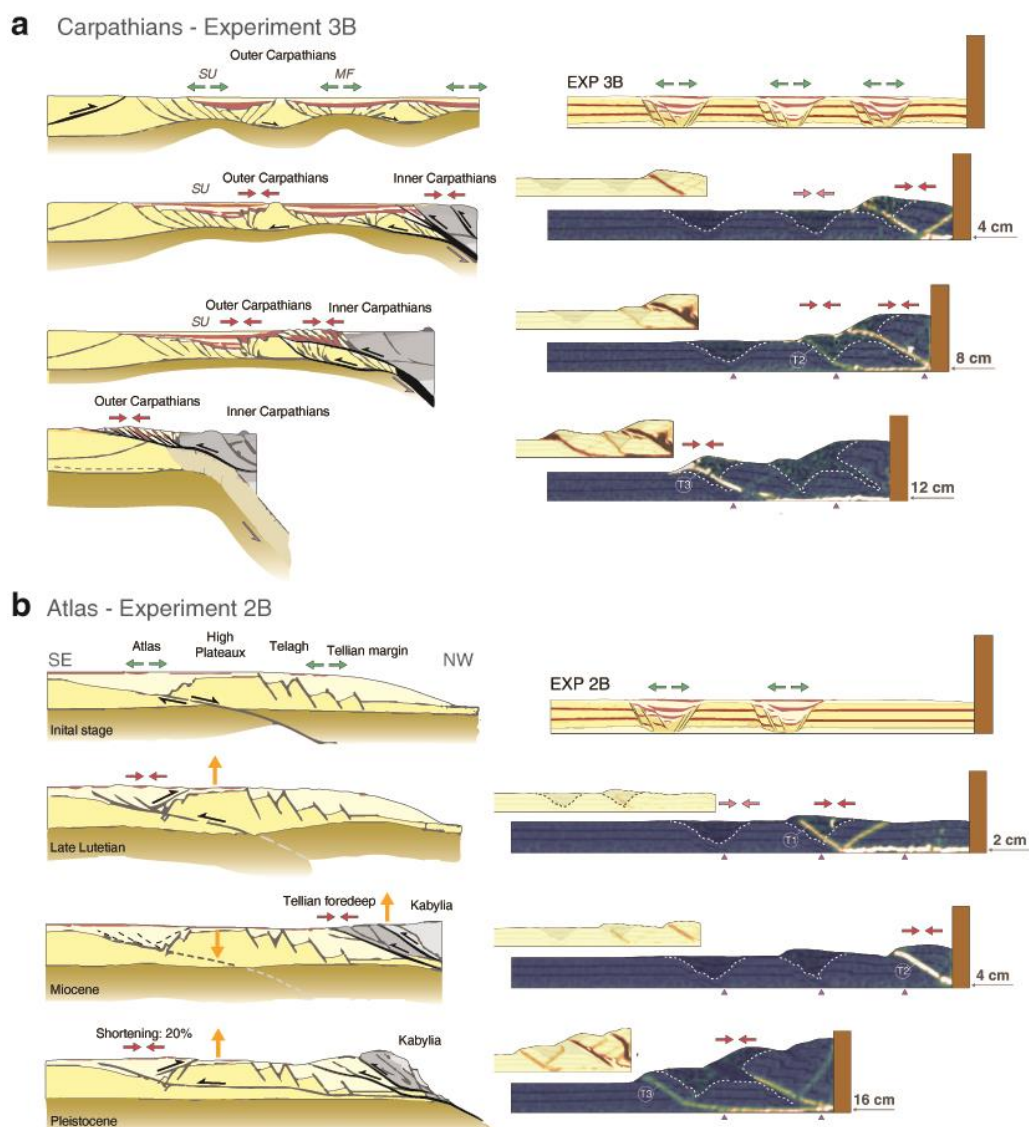 a Carpathians - Experiment 3B
Outer Carpathians
SU MF
EXP 3B
Outer Carpathians
SU
Inner Carpathians
4 cm
Outer Carpathians Inner Carpathians
SU
T2
8 cm
Outer Carpathians
Inner Carpathians
T3
12 cm
b Atlas - Experiment 2B
SE Atlas High Plateaux Telagh Tellian margin NW
EXP 2B
Inital stage
T1
2 cm
Late Lutetian
Tellian foredeep Kabylia
T2
4 cm
Miocene
Shortening: 20%
Kabylia
T3
16 cm
Pleistocene